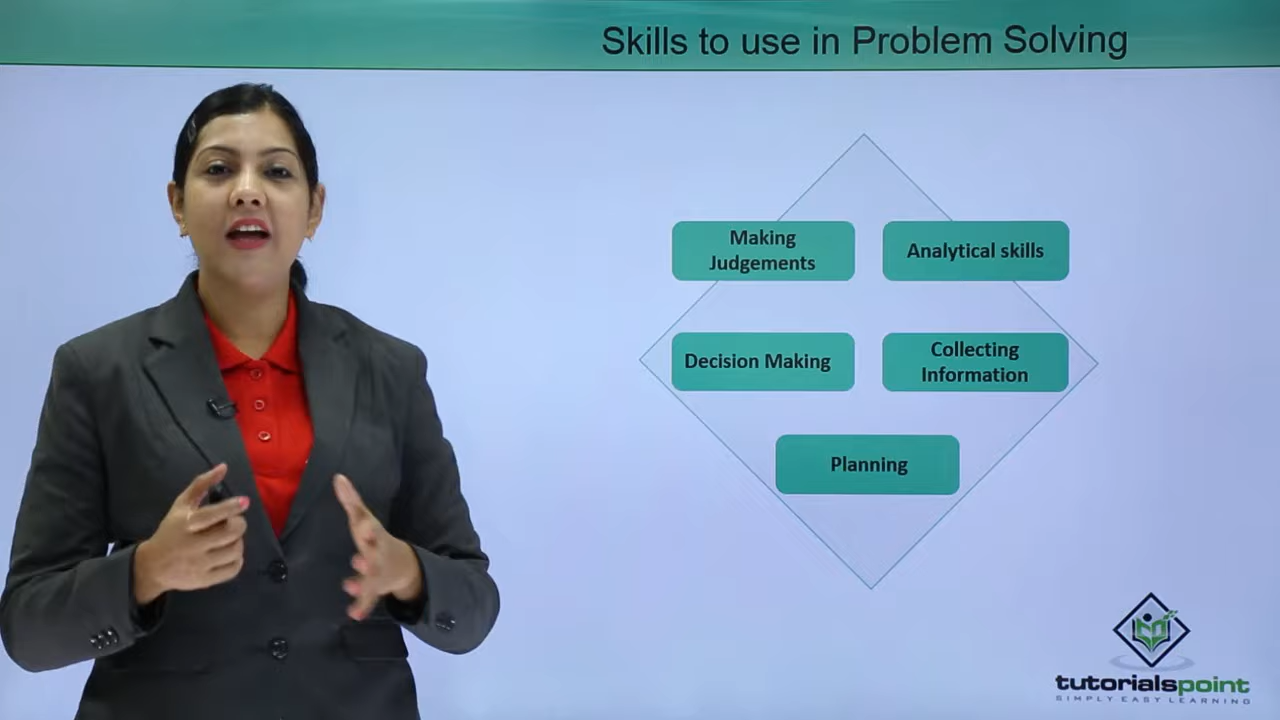 Skills to use in Problem Solving
Making
Judgements
Analytical skills
Decision Making
Collecting
Information
Planning
tutorialspoint
SIMPLY EASY LEARNING